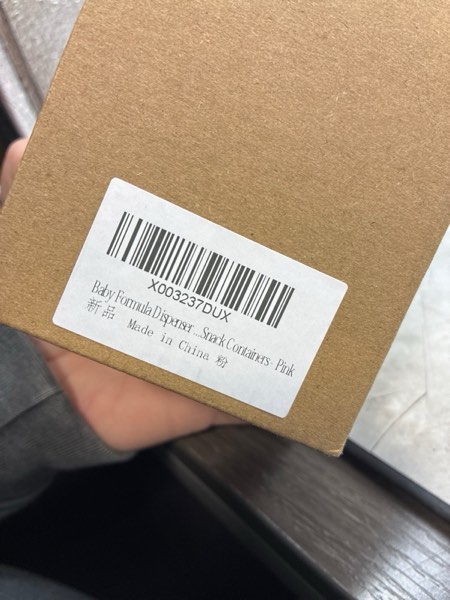 X003237DUX
Baby Formula Dispenser ...Snack Containers - Pink
新品 Made in China 粉